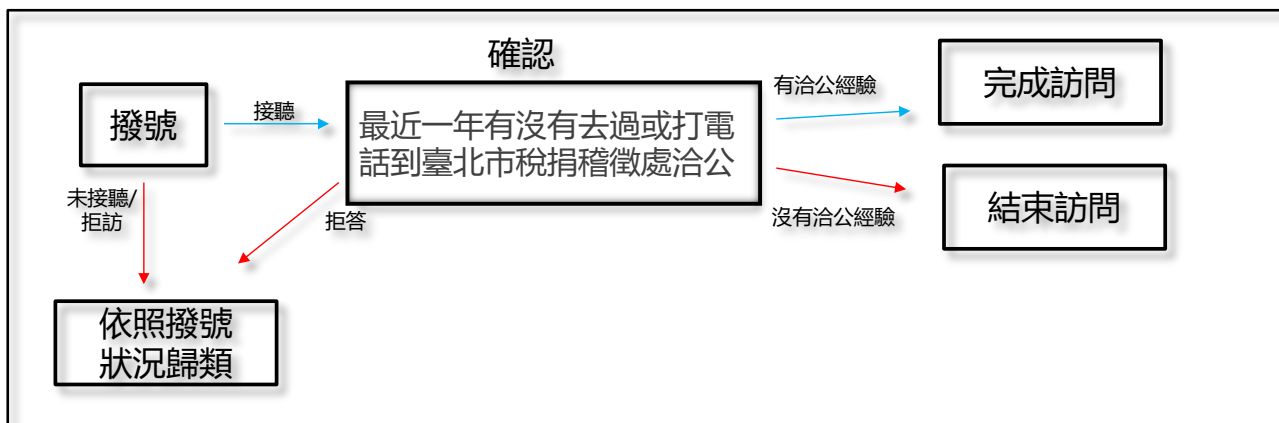 確認
撥號
接聽
最近一年有沒有去過或打電
話到臺北市稅捐稽徵處洽公
有洽公經驗
完成訪問
未接聽/
拒訪
拒答
沒有洽公經驗
結束訪問
依照撥號
狀況歸類